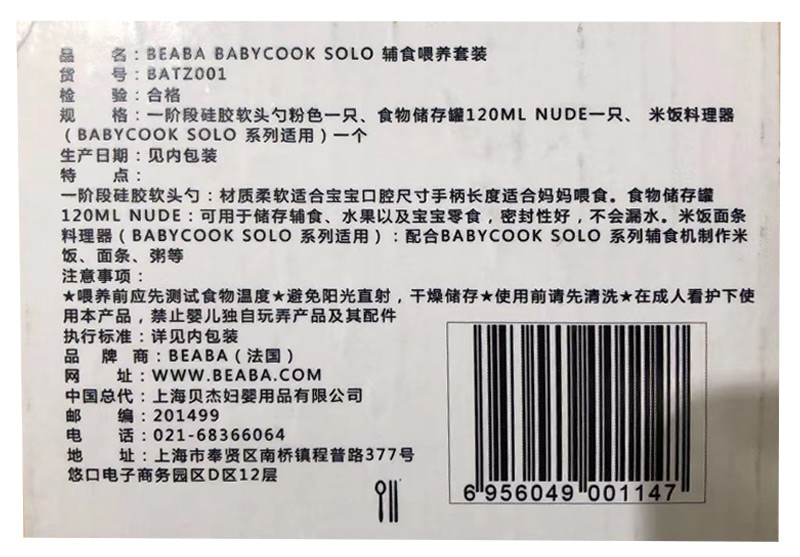 品 名：BEABA BABYCOOK SOLO 辅食喂养套装
货 号：BATZ001
检 验：合格
规 格：一阶段硅胶软头勺粉色一只、食物储存罐120ML NUDE一只、 米饭料理器
（BABYCOOK SOLO 系列适用）一个
生产日期：见内包装
特 点：
一阶段硅胶软头勺：材质柔软适合宝宝口腔尺寸手柄长度适合妈妈喂食。食物储存罐
120ML NUDE：可用于储存辅食、水果以及宝宝零食，密封性好，不会漏水。米饭面条
料理器（BABYCOOK SOLO 系列适用）：配合BABYCOOK SOLO 系列辅食机制作米
饭、面条、粥等
注意事项：
★喂养前应先测试食物温度★避免阳光直射，干燥储存★使用前请先清洗★在成人看护下使
用本产品，禁止婴儿独自玩弄产品及其配件
执行标准：详见内包装
品 牌 商：BEABA（法国）
网 址：WWW.BEABA.COM
中国总代：上海贝杰妇婴用品有限公司
邮 编：201499
电 话：021-68366064
地 址：上海市奉贤区南桥镇程普路377号
悠口电子商务园区D区12层
6 956049 001147